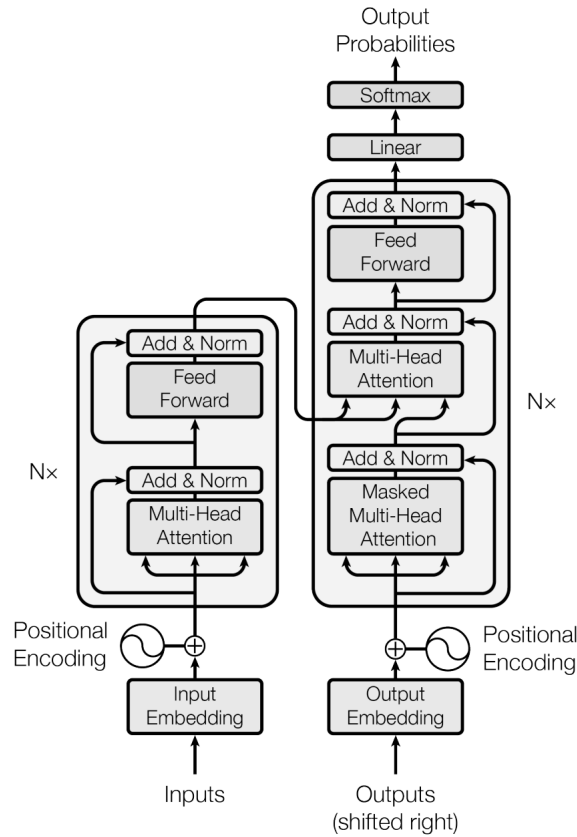 Output
Probabilities
Softmax
Linear
Add & Norm
Feed
Forward
Add & Norm
Multi-Head
Attention
Add & Norm
Masked
Multi-Head
Attention
N×
Add & Norm
Feed
Forward
Add & Norm
Multi-Head
Attention
Nx
Positional
Encoding
Positional
Encoding
Input
Embedding
Output
Embedding
Inputs
Outputs
(shifted right)